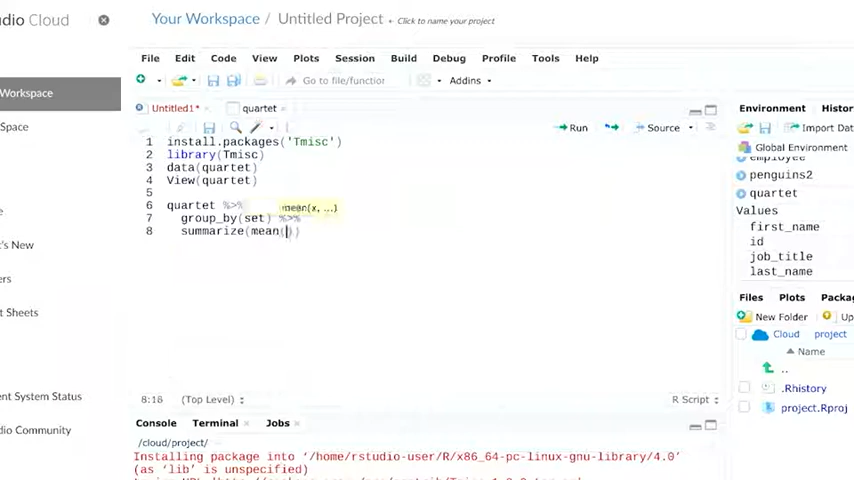 dio Cloud
Your Workspace / Untitled Project ← Click to name your project
File Edit Code View Plots Session Build Debug Profile Tools Help
Go to file/function Addins
Workspace
Space
's New
ers
t Sheets
ent System Status
dio Community
Untitled1* quartet
Run Source
1 install.packages('Tmisc')
2 library(Tmisc)
3 data(quartet)
4 View(quartet)
5
6 quartet %>%
mean(x, ...)
7 group_by(set) %>%
8 summarize(mean())
8:18 (Top Level) R Script
Console Terminal Jobs
/cloud/project/
Installing package into ‘/home/rstudio-user/R/x86_64-pc-linux-gnu-library/4.0’
(as ‘lib’ is unspecified)
Environment Histor
Import Dat
Global Environment
employee
penguins2
quartet
Values
first_name
id
job_title
last_name
Files Plots Packa
New Folder Up
Cloud project
Name
..
.Rhistory
project.Rproj